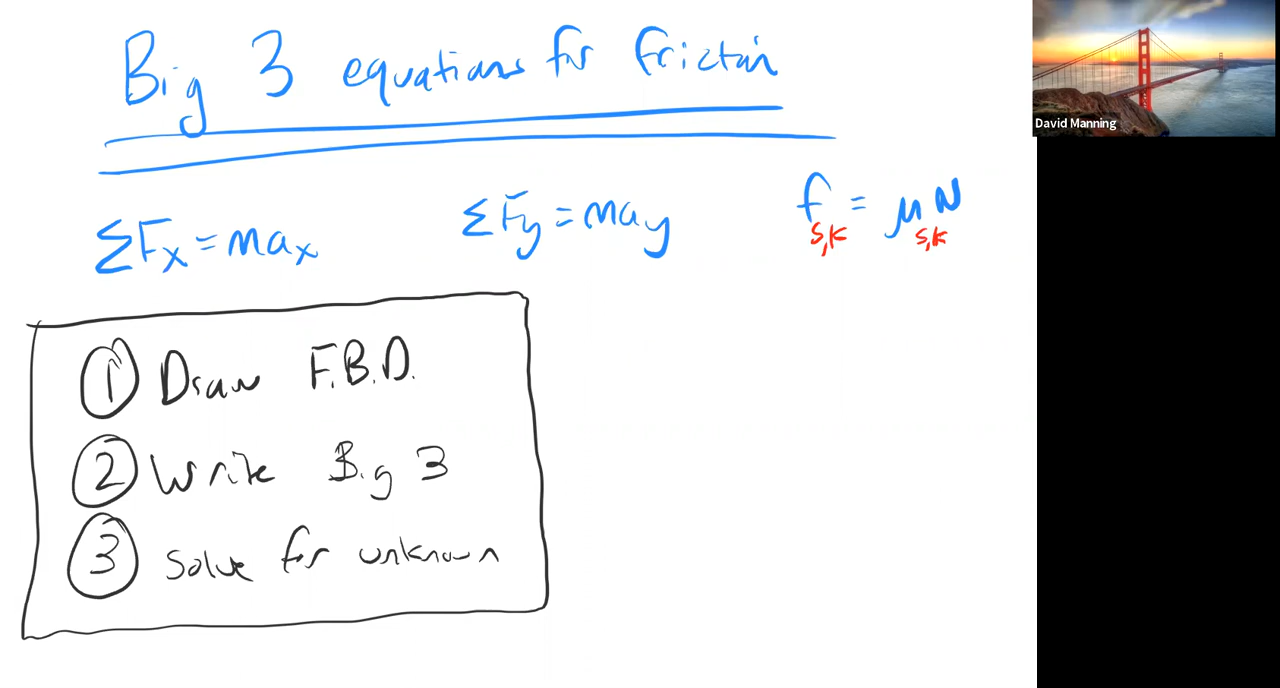 Big 3 equations for friction
ΣFx = max ΣFy = may fs,k = μs,k N
① Draw F.B.D.
② Write Big 3
③ Solve for unknown
David Manning